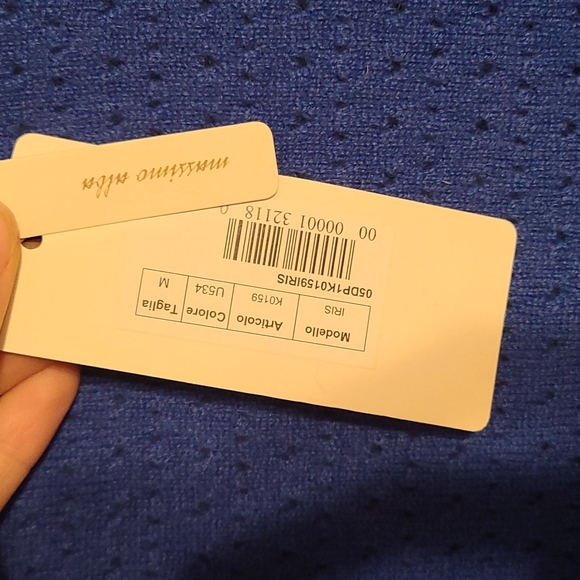 massimo alba
Modello Articolo Colore Taglia
IRIS K0159 U534 M
05DP1K0159IRIS
00 00001 32118 0